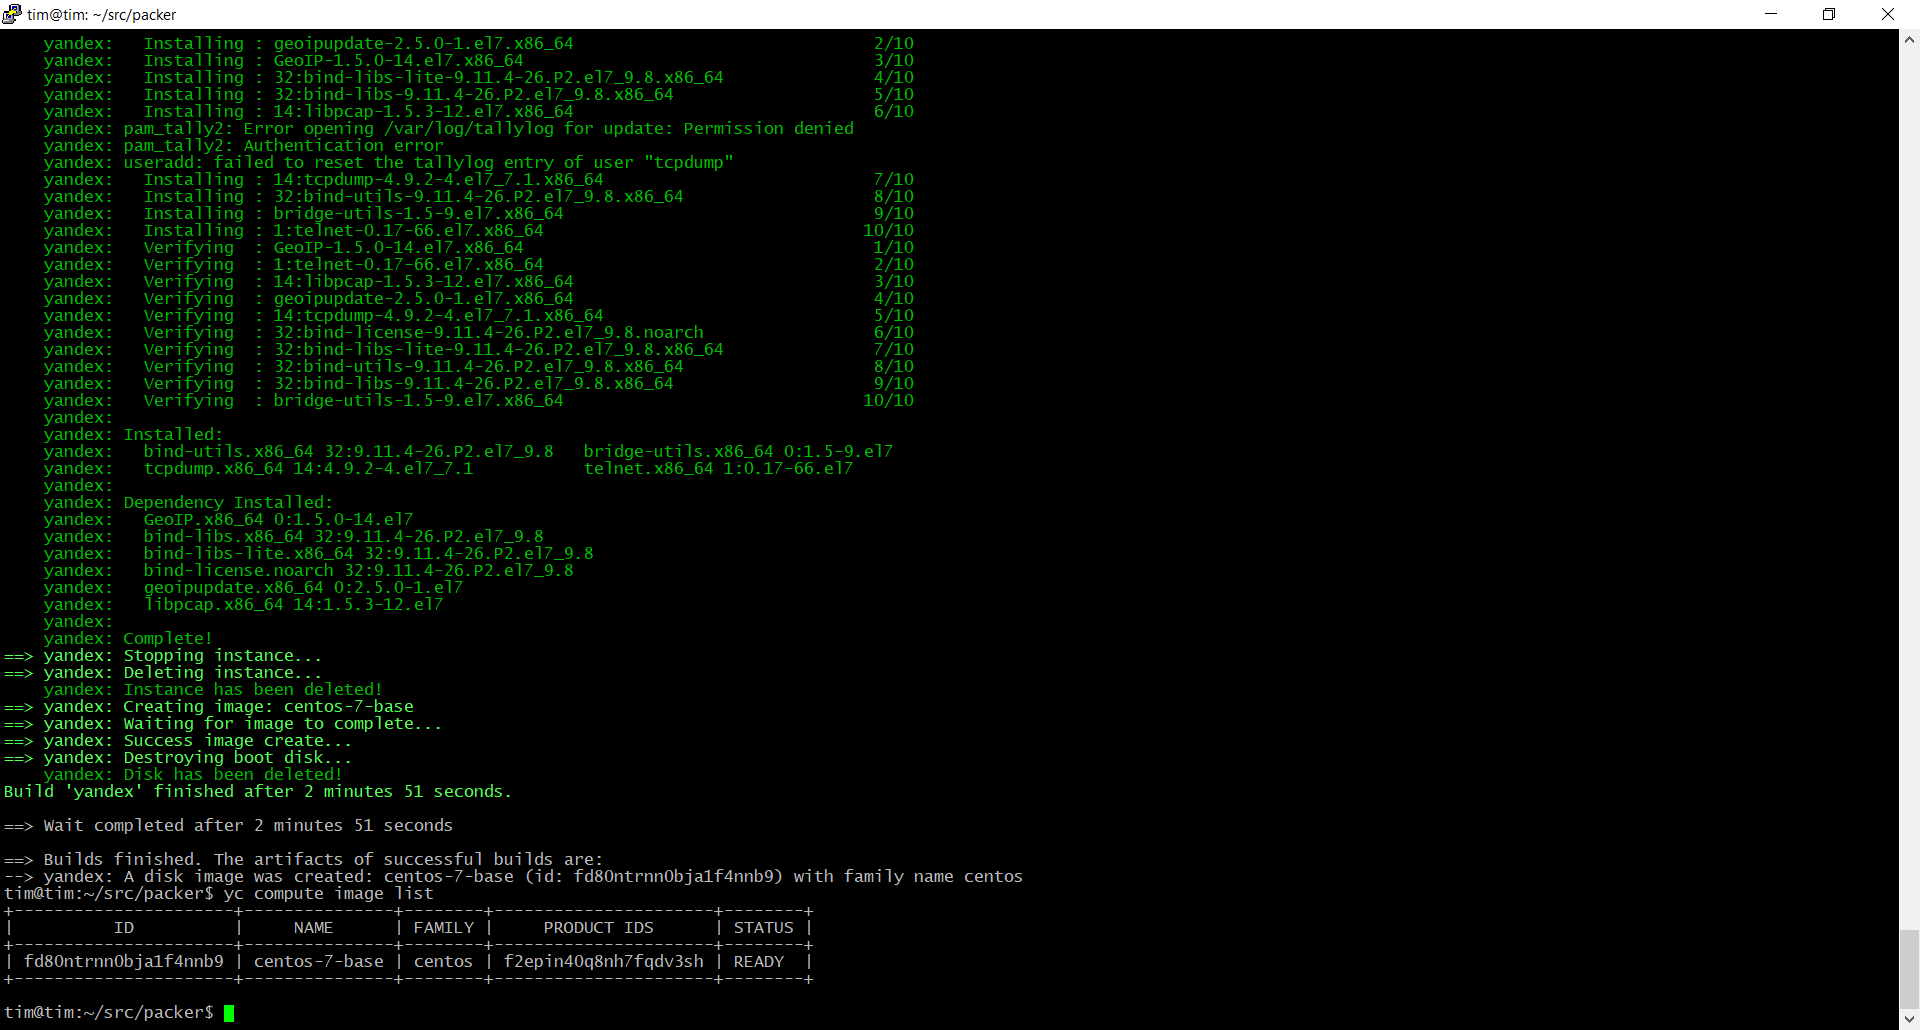 tim@tim: ~/src/packer
yandex:   Installing : geoipupdate-2.5.0-1.el7.x86_64                              2/10
yandex:   Installing : GeoIP-1.5.0-14.el7.x86_64                                   3/10
yandex:   Installing : 32:bind-libs-lite-9.11.4-26.P2.el7_9.8.x86_64               4/10
yandex:   Installing : 32:bind-libs-9.11.4-26.P2.el7_9.8.x86_64                    5/10
yandex:   Installing : 14:libpcap-1.5.3-12.el7.x86_64                              6/10
yandex: pam_tally2: Error opening /var/log/tallylog for update: Permission denied
yandex: pam_tally2: Authentication error
yandex: useradd: failed to reset the tallylog entry of user "tcpdump"
yandex:   Installing : 14:tcpdump-4.9.2-4.el7_7.1.x86_64                           7/10
yandex:   Installing : 32:bind-utils-9.11.4-26.P2.el7_9.8.x86_64                   8/10
yandex:   Installing : bridge-utils-1.5-9.el7.x86_64                               9/10
yandex:   Installing : 1:telnet-0.17-66.el7.x86_64                                10/10
yandex:   Verifying  : GeoIP-1.5.0-14.el7.x86_64                                   1/10
yandex:   Verifying  : 1:telnet-0.17-66.el7.x86_64                                 2/10
yandex:   Verifying  : 14:libpcap-1.5.3-12.el7.x86_64                              3/10
yandex:   Verifying  : geoipupdate-2.5.0-1.el7.x86_64                              4/10
yandex:   Verifying  : 14:tcpdump-4.9.2-4.el7_7.1.x86_64                           5/10
yandex:   Verifying  : 32:bind-license-9.11.4-26.P2.el7_9.8.noarch                 6/10
yandex:   Verifying  : 32:bind-libs-lite-9.11.4-26.P2.el7_9.8.x86_64               7/10
yandex:   Verifying  : 32:bind-utils-9.11.4-26.P2.el7_9.8.x86_64                   8/10
yandex:   Verifying  : 32:bind-libs-9.11.4-26.P2.el7_9.8.x86_64                    9/10
yandex:   Verifying  : bridge-utils-1.5-9.el7.x86_64                              10/10
yandex:
yandex: Installed:
yandex:   bind-utils.x86_64 32:9.11.4-26.P2.el7_9.8   bridge-utils.x86_64 0:1.5-9.el7
yandex:   tcpdump.x86_64 14:4.9.2-4.el7_7.1           telnet.x86_64 1:0.17-66.el7
yandex:
yandex: Dependency Installed:
yandex:   GeoIP.x86_64 0:1.5.0-14.el7
yandex:   bind-libs.x86_64 32:9.11.4-26.P2.el7_9.8
yandex:   bind-libs-lite.x86_64 32:9.11.4-26.P2.el7_9.8
yandex:   bind-license.noarch 32:9.11.4-26.P2.el7_9.8
yandex:   geoipupdate.x86_64 0:2.5.0-1.el7
yandex:   libpcap.x86_64 14:1.5.3-12.el7
yandex:
yandex: Complete!
==> yandex: Stopping instance...
==> yandex: Deleting instance...
yandex: Instance has been deleted!
==> yandex: Creating image: centos-7-base
==> yandex: Waiting for image to complete...
==> yandex: Success image create...
==> yandex: Destroying boot disk...
yandex: Disk has been deleted!
Build 'yandex' finished after 2 minutes 51 seconds.
==> Wait completed after 2 minutes 51 seconds
==> Builds finished. The artifacts of successful builds are:
--> yandex: A disk image was created: centos-7-base (id: fd80ntrnn0bja1f4nnb9) with family name centos
tim@tim:~/src/packer$ yc compute image list
+----------------------+---------------+--------+----------------------+--------+
|          ID          |     NAME      | FAMILY |     PRODUCT IDS      | STATUS |
+----------------------+---------------+--------+----------------------+--------+
| fd80ntrnn0bja1f4nnb9 | centos-7-base | centos | f2epin40q8nh7fqdv3sh | READY  |
+----------------------+---------------+--------+----------------------+--------+
tim@tim:~/src/packer$